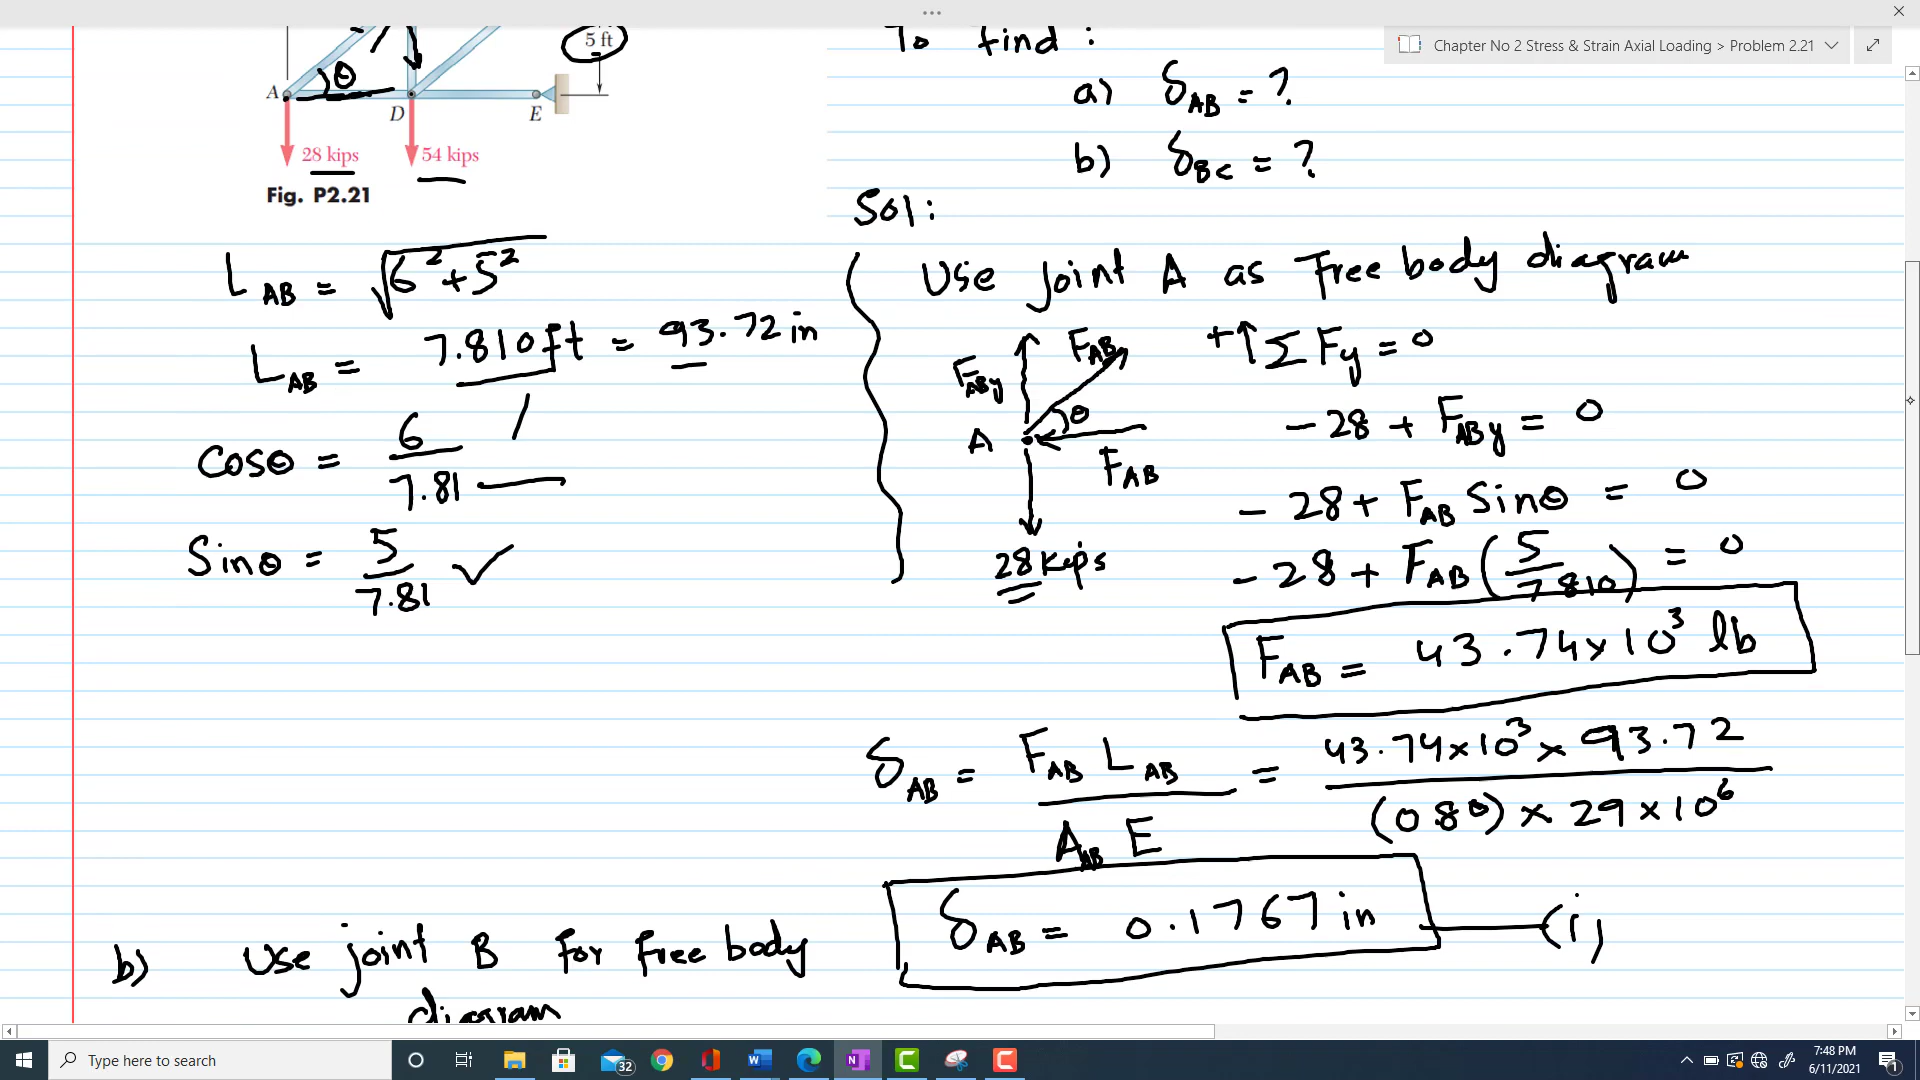 Chapter No 2 Stress & Strain Axial Loading > Problem 2.21
5 ft
θ
A
D
E
28 kips
54 kips
Fig. P2.21
L AB = √6² + 5²
L AB = 7.810 ft = 93.72 in
Cosθ = 6/7.81
Sinθ = 5/7.81 ✓
To find :
a) δAB = ?
b) δBC = ?
Sol :
Use joint A as Free body diagram
FABy
FAB
θ
A
FAB
28 Kips
+↑ Σ Fy = 0
- 28 + FABy = 0
- 28 + FAB Sinθ = 0
- 28 + FAB (5/7.810) = 0
FAB = 43.74 x 10³ lb
δAB = FAB LAB / AAB E = 43.74 x 10³ x 93.72 / (0.80) x 29 x 10⁶
δAB = 0.1767 in (i)
b) Use joint B for free body
diagram
Type here to search
32
7:48 PM
6/11/2021
1